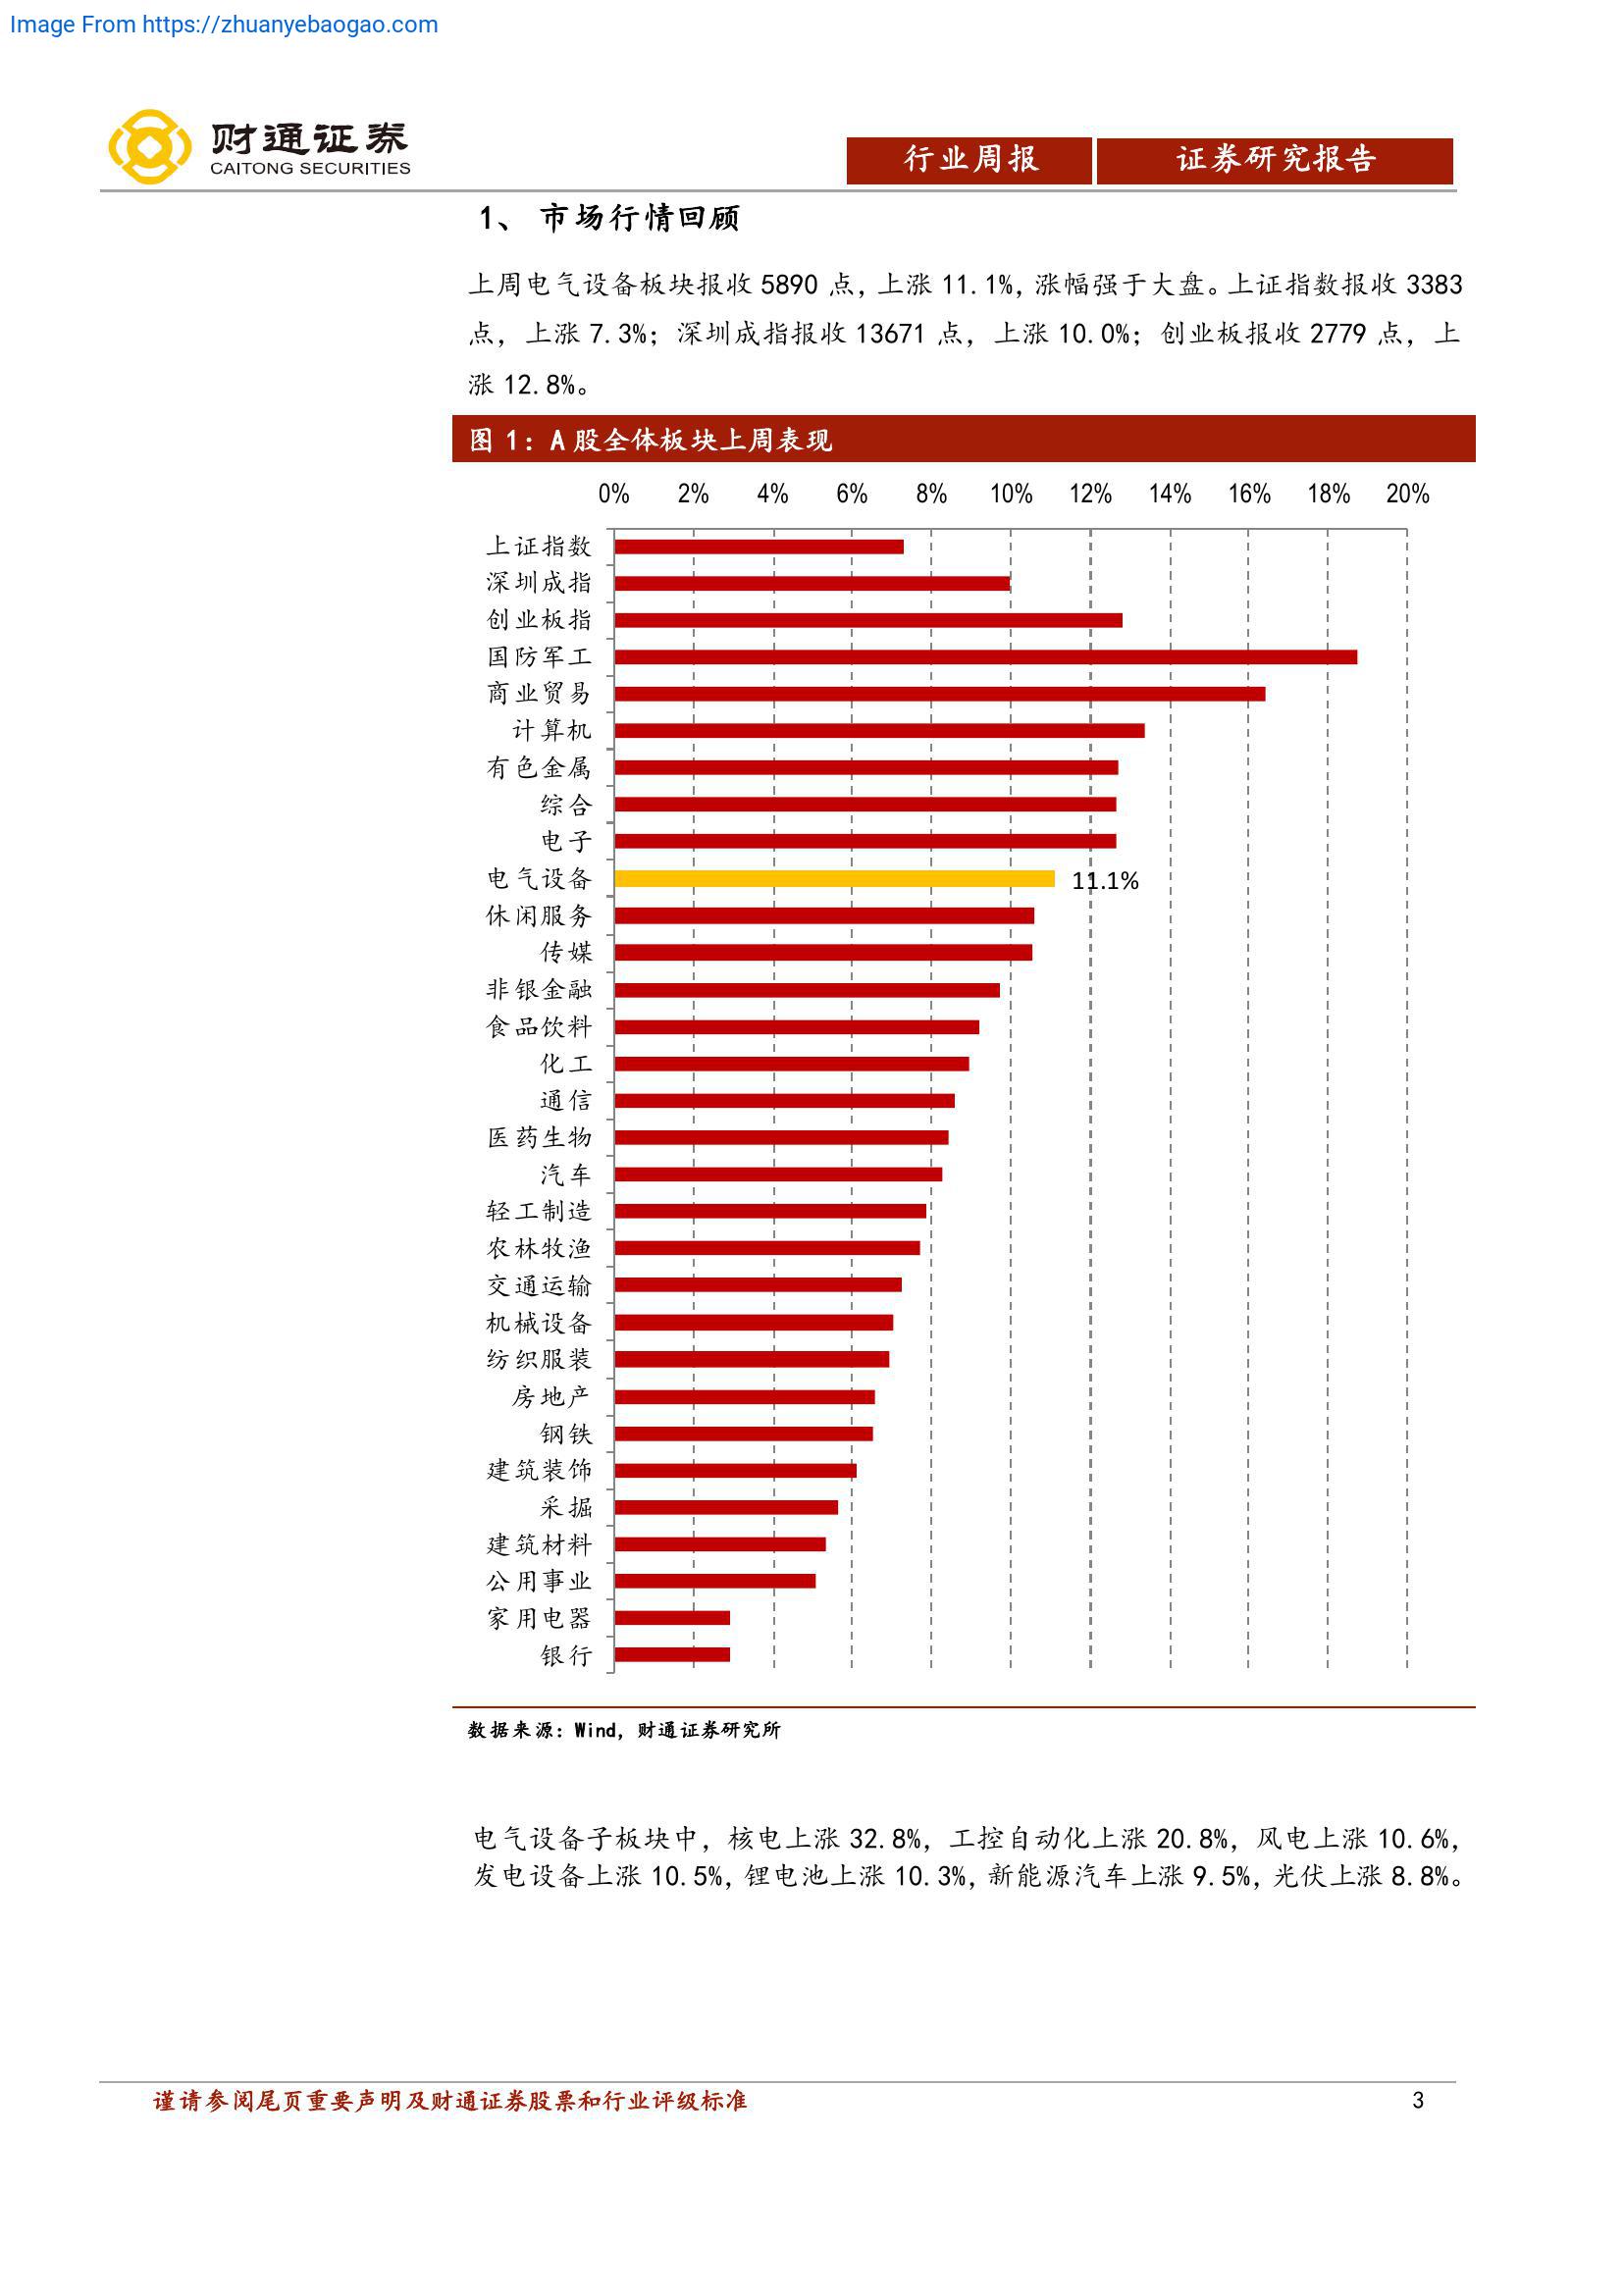 Image From https://zhuanyebaogao.com
财通证券
CAITONG SECURITIES
行业周报
证券研究报告
1、 市场行情回顾
上周电气设备板块报收 5890 点，上涨 11.1%，涨幅强于大盘。上证指数报收 3383
点，上涨 7.3%；深圳成指报收 13671 点，上涨 10.0%；创业板报收 2779 点，上
涨 12.8%。
图 1：A 股全体板块上周表现
0% 2% 4% 6% 8% 10% 12% 14% 16% 18% 20%
上证指数
深圳成指
创业板指
国防军工
商业贸易
计算机
有色金属
综合
电子
电气设备 11.1%
休闲服务
传媒
非银金融
食品饮料
化工
通信
医药生物
汽车
轻工制造
农林牧渔
交通运输
机械设备
纺织服装
房地产
钢铁
建筑装饰
采掘
建筑材料
公用事业
家用电器
银行
数据来源：Wind，财通证券研究所
电气设备子板块中，核电上涨 32.8%，工控自动化上涨 20.8%，风电上涨 10.6%，
发电设备上涨 10.5%，锂电池上涨 10.3%，新能源汽车上涨 9.5%，光伏上涨 8.8%。
谨请参阅尾页重要声明及财通证券股票和行业评级标准
3